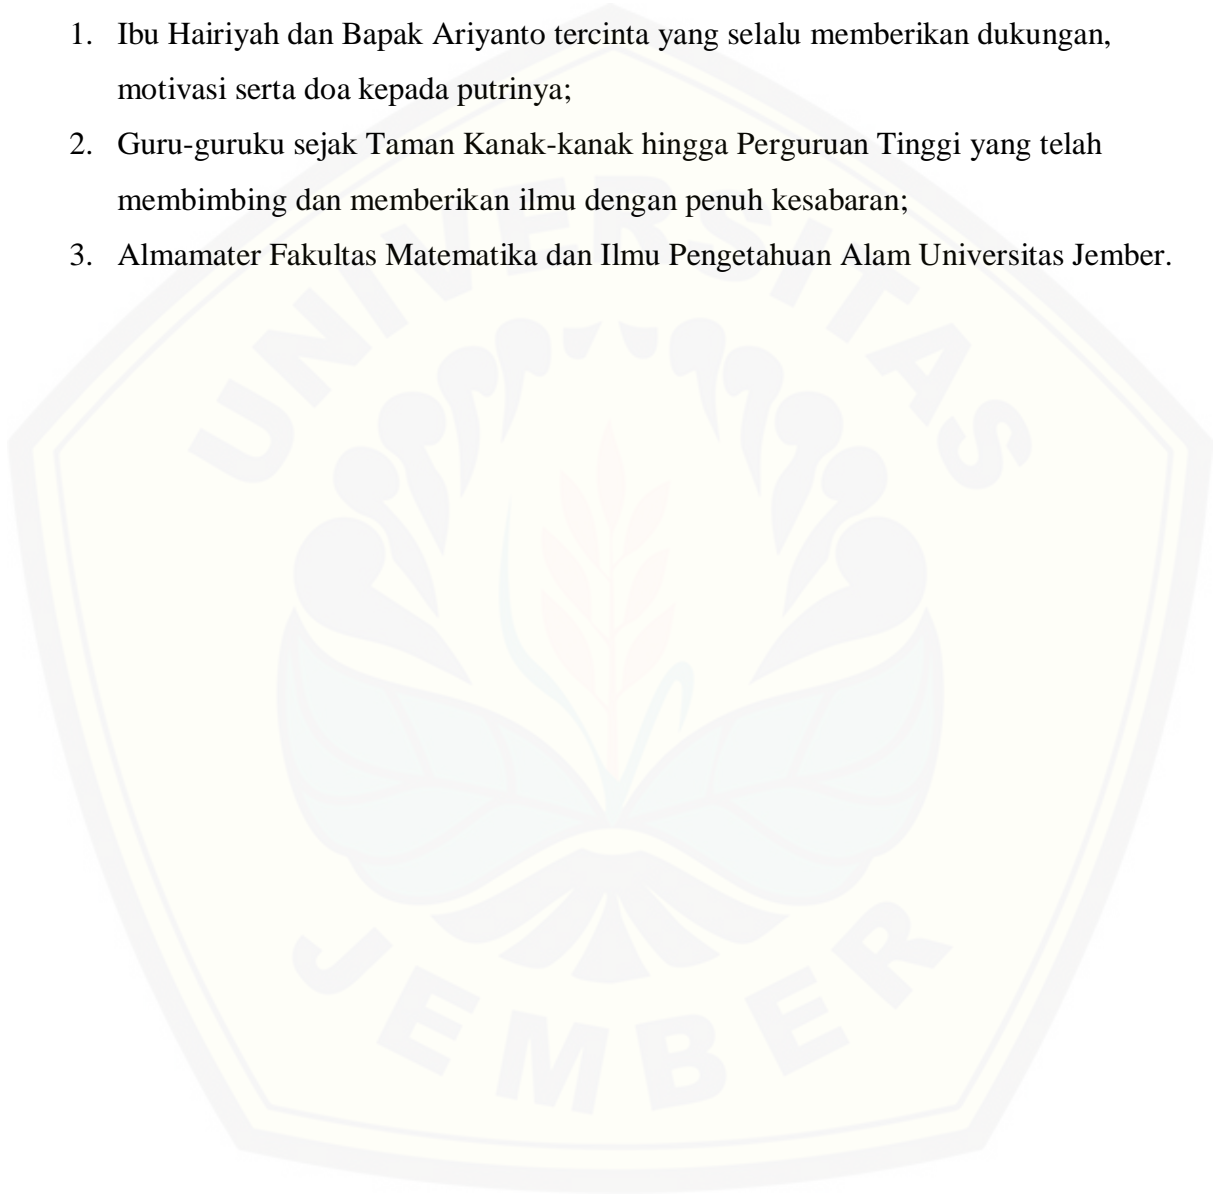 1. Ibu Hairiyah dan Bapak Ariyanto tercinta yang selalu memberikan dukungan,
motivasi serta doa kepada putrinya;
2. Guru-guruku sejak Taman Kanak-kanak hingga Perguruan Tinggi yang telah
membimbing dan memberikan ilmu dengan penuh kesabaran;
3. Almamater Fakultas Matematika dan Ilmu Pengetahuan Alam Universitas Jember.
UNIVERSITAS
JEMBER